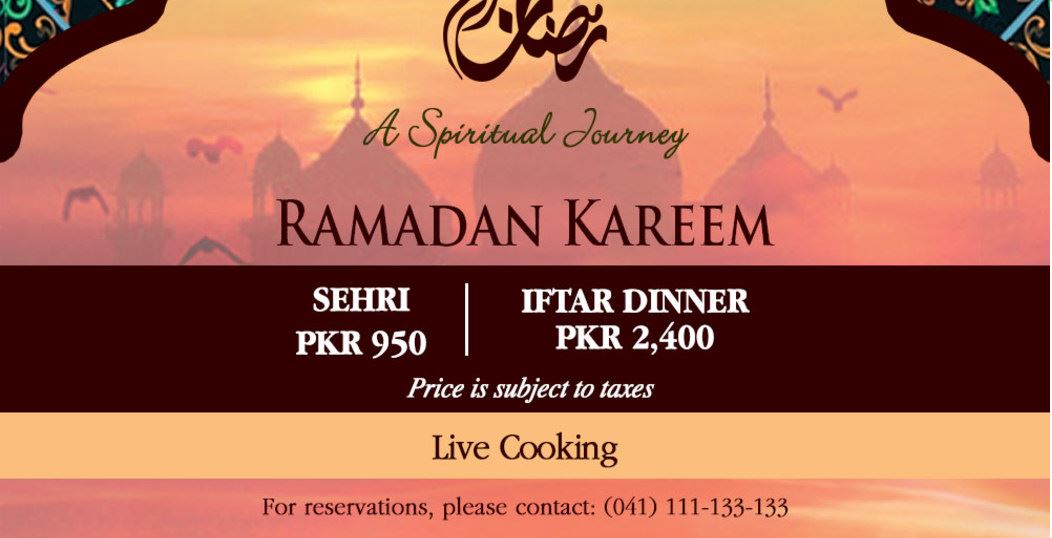 رمضان
A Spiritual Journey
RAMADAN KAREEM
SEHRI
PKR 950
IFTAR DINNER
PKR 2,400
Price is subject to taxes
Live Cooking
For reservations, please contact: (041) 111-133-133